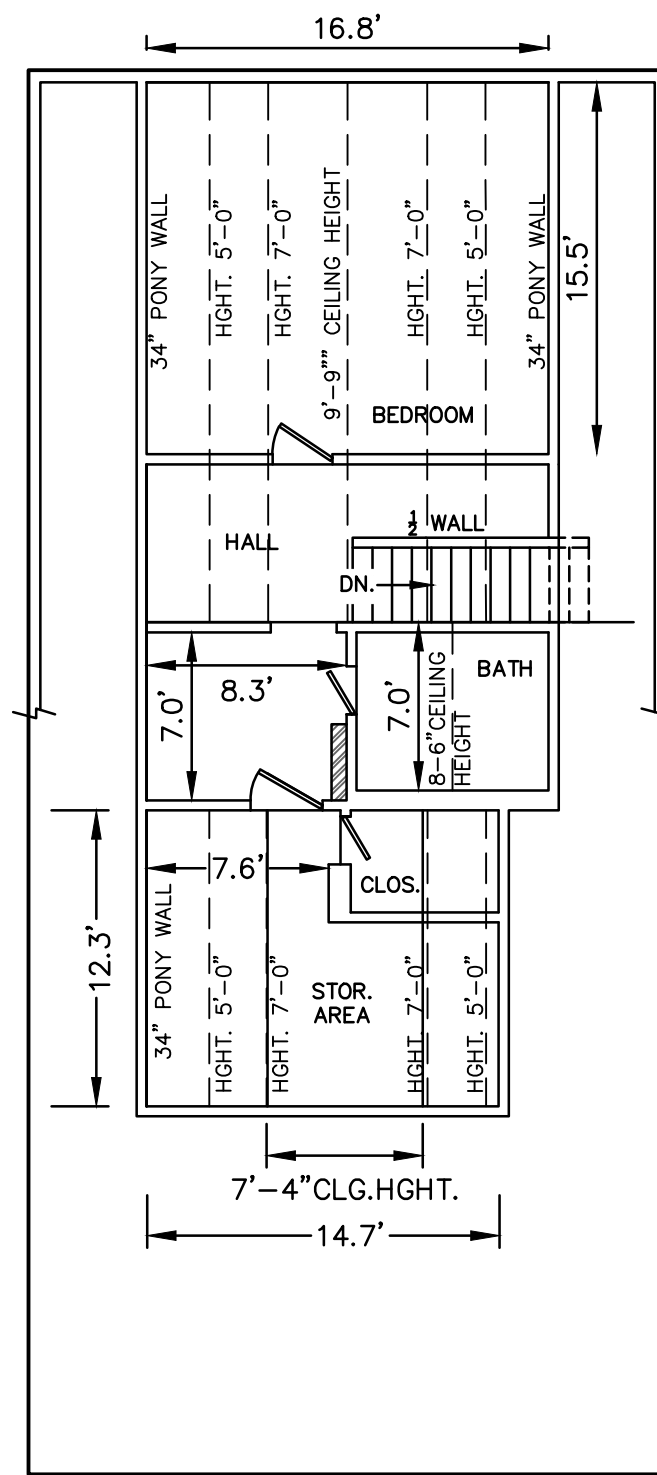 16.8'
34" PONY WALL
HGHT. 5'-0"
HGHT. 7'-0"
9'-9"" CEILING HEIGHT
HGHT. 7'-0"
HGHT. 5'-0"
34" PONY WALL
15.5'
BEDROOM
HALL
1/2 WALL
DN.
8.3'
7.0'
7.0'
BATH
8-6"CEILING
HEIGHT
12.3'
7.6'
CLOS.
34" PONY WALL
HGHT. 5'-0"
HGHT. 7'-0"
STOR.
AREA
HGHT. 7'-0"
HGHT. 5'-0"
7'-4"CLG.HGHT.
14.7'